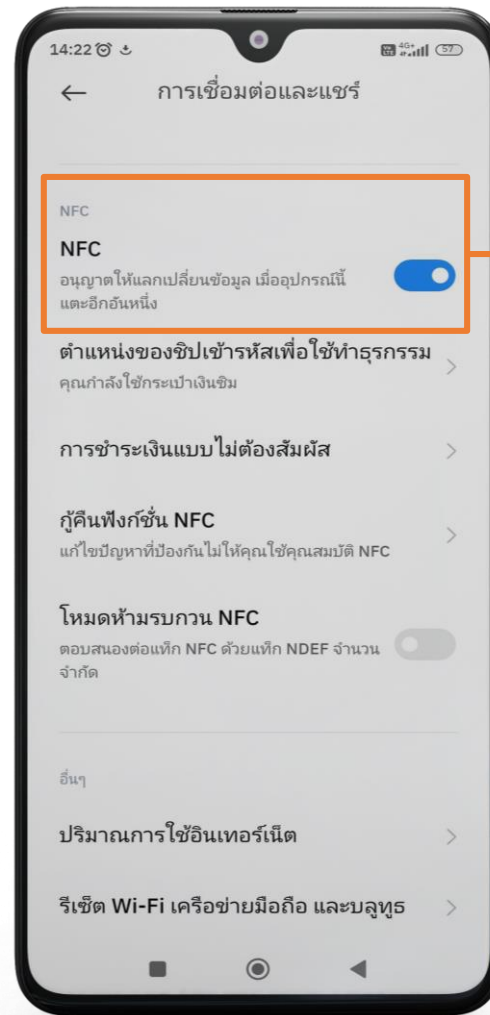 14:22
4G+
57
การเชื่อมต่อและแชร์
NFC
NFC
อนุญาตให้แลกเปลี่ยนข้อมูล เมื่ออุปกรณ์นี้
แตะอีกอันหนึ่ง
ตำแหน่งของชิปเข้ารหัสเพื่อใช้ทำธุรกรรม
คุณกำลังใช้กระเป๋าเงินซิม
การชำระเงินแบบไม่ต้องสัมผัส
กู้คืนฟังก์ชั่น NFC
แก้ไขปัญหาที่ป้องกันไม่ให้คุณใช้คุณสมบัติ NFC
โหมดห้ามรบกวน NFC
ตอบสนองต่อแท็ก NFC ด้วยแท็ก NDEF จำนวน
จำกัด
อื่นๆ
ปริมาณการใช้อินเทอร์เน็ต
รีเซ็ต Wi-Fi เครือข่ายมือถือ และบลูทูธ